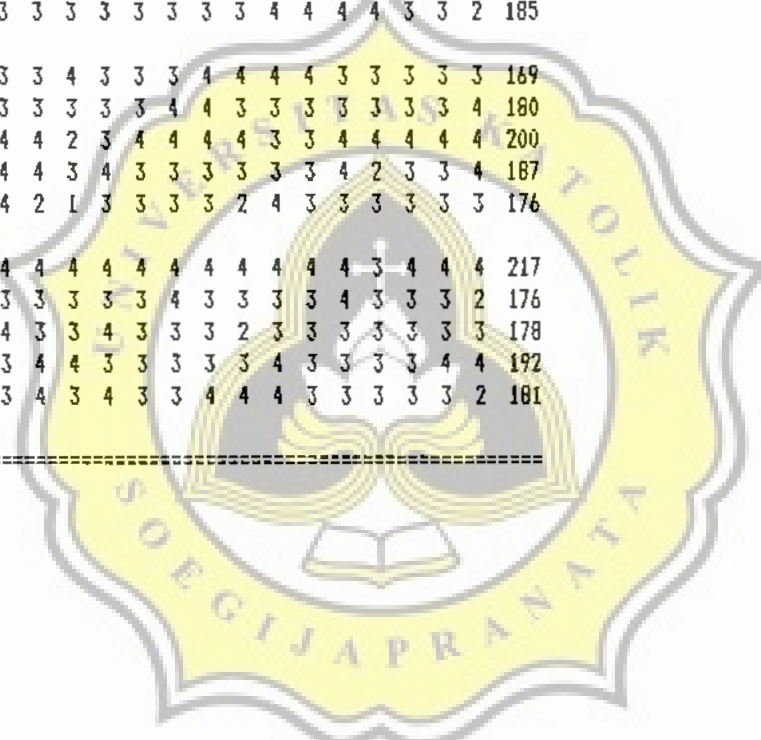 3 3 3 3 3 3 3 3 4 4 4 4 3 3 2 185
3 3 4 3 3 3 4 4 4 4 3 3 3 3 3 169
3 3 3 3 3 4 4 3 3 3 3 3 3 3 4 180
4 4 2 3 4 4 4 4 3 3 4 4 4 4 4 200
4 4 3 4 3 3 3 3 3 3 4 2 3 3 4 187
4 2 1 3 3 3 3 2 4 3 3 3 3 3 3 176
4 4 4 4 4 4 4 4 4 4 4 3 4 4 4 217
3 3 3 3 3 4 3 3 3 3 4 3 3 3 2 176
4 3 3 4 3 3 3 2 3 3 3 3 3 3 3 178
3 4 4 3 3 3 3 3 4 3 3 3 3 4 4 192
3 4 3 4 3 3 4 4 4 3 3 3 3 3 2 181
UNIVERSITAS KATOLIK
SOEGIJAPRANATA